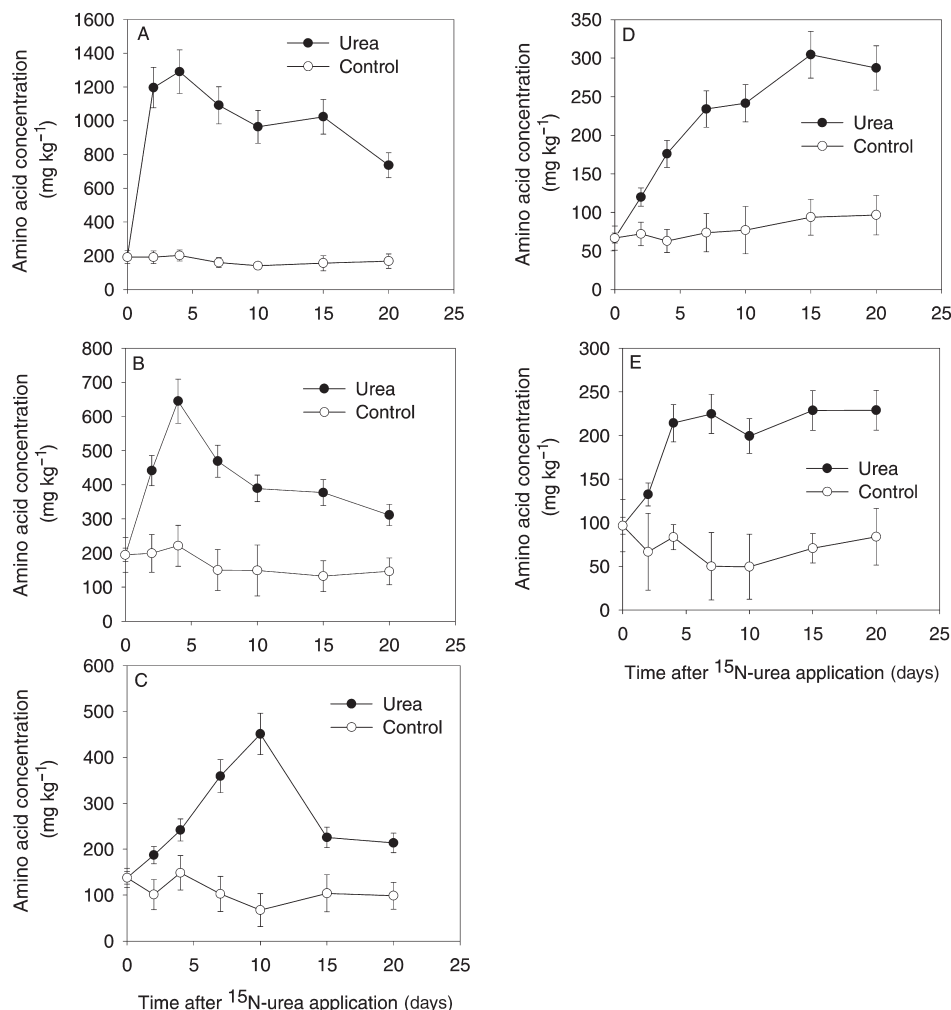 A
Amino acid concentration
(mg kg⁻¹)
1600
1400
1200
1000
800
600
400
200
0
Urea
Control
0 5 10 15 20 25
B
Amino acid concentration
(mg kg⁻¹)
800
700
600
500
400
300
200
100
0
Urea
Control
0 5 10 15 20 25
C
Amino acid concentration
(mg kg⁻¹)
600
500
400
300
200
100
0
Urea
Control
0 5 10 15 20 25
Time after ¹⁵N-urea application (days)
D
Amino acid concentration
(mg kg⁻¹)
350
300
250
200
150
100
50
0
Urea
Control
0 5 10 15 20 25
E
Amino acid concentration
(mg kg⁻¹)
300
250
200
150
100
50
0
Urea
Control
0 5 10 15 20 25
Time after ¹⁵N-urea application (days)